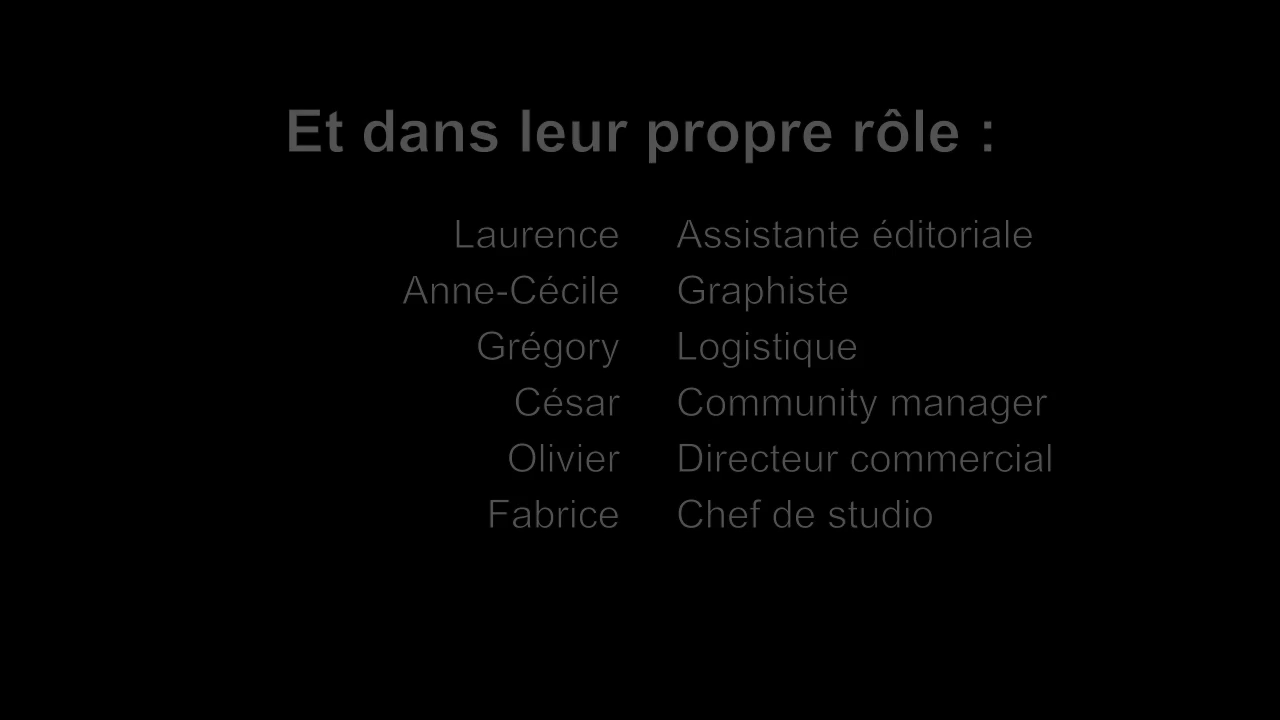 Et dans leur propre rôle :
Laurence Assistante éditoriale
Anne-Cécile Graphiste
Grégory Logistique
César Community manager
Olivier Directeur commercial
Fabrice Chef de studio